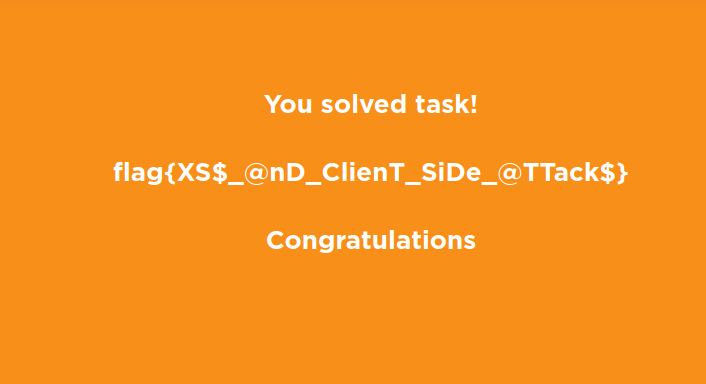 You solved task!
flag{XS$_@nD_ClienT_SiDe_@TTack$}
Congratulations